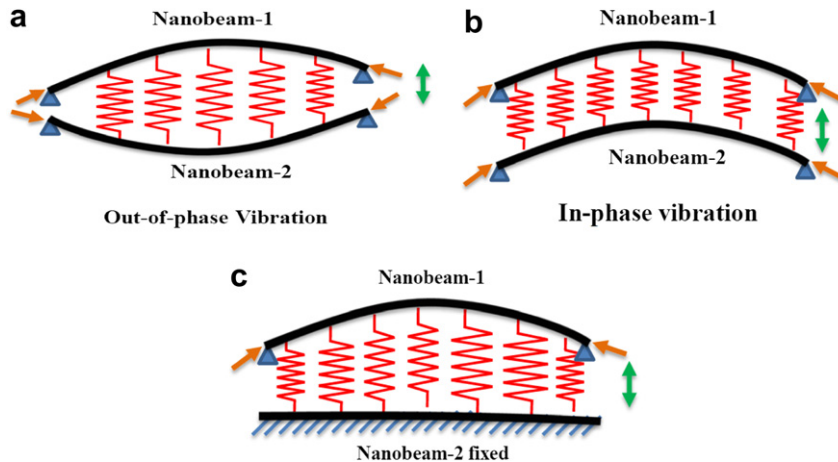 a
Nanobeam-1
Nanobeam-2
Out-of-phase Vibration
b
Nanobeam-1
Nanobeam-2
In-phase vibration
c
Nanobeam-1
Nanobeam-2 fixed